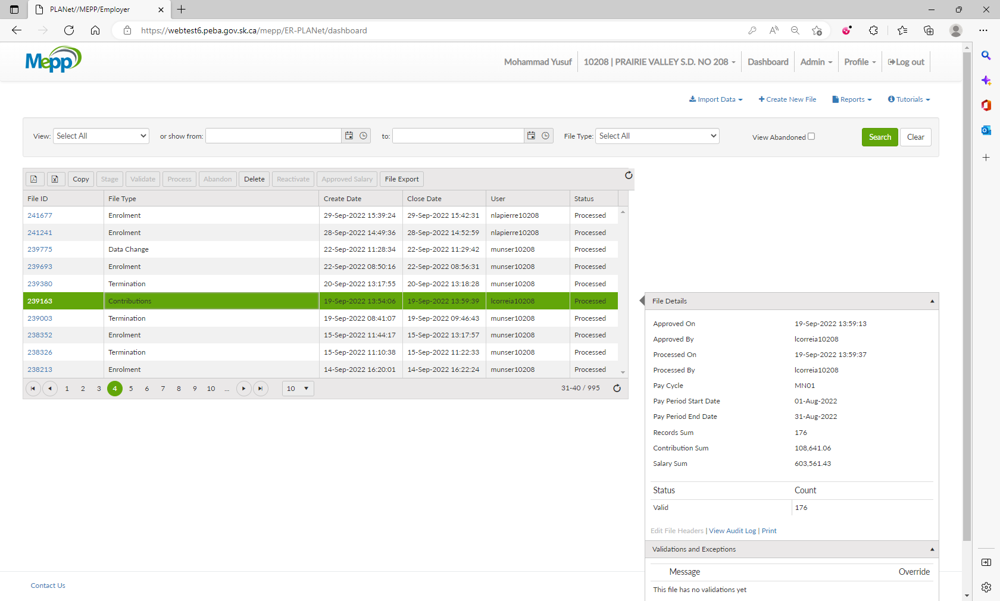 PLANet//MEPP/Employer
https://webtest6.peba.gov.sk.ca/mepp/ER-PLANet/dashboard
Mepp
Mohammad Yusuf
10208 | PRAIRIE VALLEY S.D. NO 208
Dashboard
Admin
Profile
Log out
Import Data
Create New File
Reports
Tutorials
View: Select All or show from: to: File Type: Select All View Abandoned Search Clear
Copy Stage Validate Process Abandon Delete Reactivate Approved Salary File Export
File ID File Type Create Date Close Date User Status
241677 Enrolment 29-Sep-2022 15:39:24 29-Sep-2022 15:42:31 nlapierre10208 Processed
241241 Enrolment 28-Sep-2022 14:49:36 28-Sep-2022 14:52:59 nlapierre10208 Processed
239775 Data Change 22-Sep-2022 11:28:34 22-Sep-2022 11:29:42 munser10208 Processed
239693 Enrolment 22-Sep-2022 08:50:16 22-Sep-2022 08:56:31 munser10208 Processed
239380 Termination 20-Sep-2022 13:17:55 20-Sep-2022 13:18:28 munser10208 Processed
239163 Contributions 19-Sep-2022 13:54:06 19-Sep-2022 13:59:39 lcorreia10208 Processed
239003 Termination 19-Sep-2022 08:41:07 19-Sep-2022 09:46:43 munser10208 Processed
238352 Enrolment 15-Sep-2022 11:44:17 15-Sep-2022 13:17:57 munser10208 Processed
238326 Termination 15-Sep-2022 11:10:38 15-Sep-2022 11:22:33 munser10208 Processed
238213 Enrolment 14-Sep-2022 16:20:01 14-Sep-2022 16:22:24 munser10208 Processed
1 2 3 4 5 6 7 8 9 10 ... 10 31-40 / 995
File Details
Approved On 19-Sep-2022 13:59:13
Approved By lcorreia10208
Processed On 19-Sep-2022 13:59:37
Processed By lcorreia10208
Pay Cycle MN01
Pay Period Start Date 01-Aug-2022
Pay Period End Date 31-Aug-2022
Records Sum 176
Contribution Sum 108,641.06
Salary Sum 603,561.43
Status Count
Valid 176
Edit File Headers | View Audit Log | Print
Validations and Exceptions
Message Override
This file has no validations yet
Contact Us